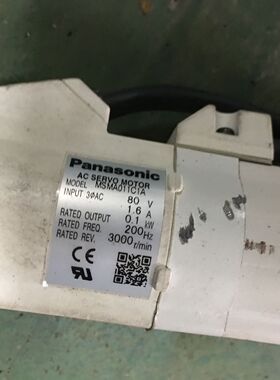 Panasonic
AC SERVO MOTOR
MODEL MSMA011C1A
INPUT 3ΦAC 80 V
1.6 A
RATED OUTPUT 0.1 kW
RATED FREQ. 200Hz
RATED REV. 3000r/min
CE